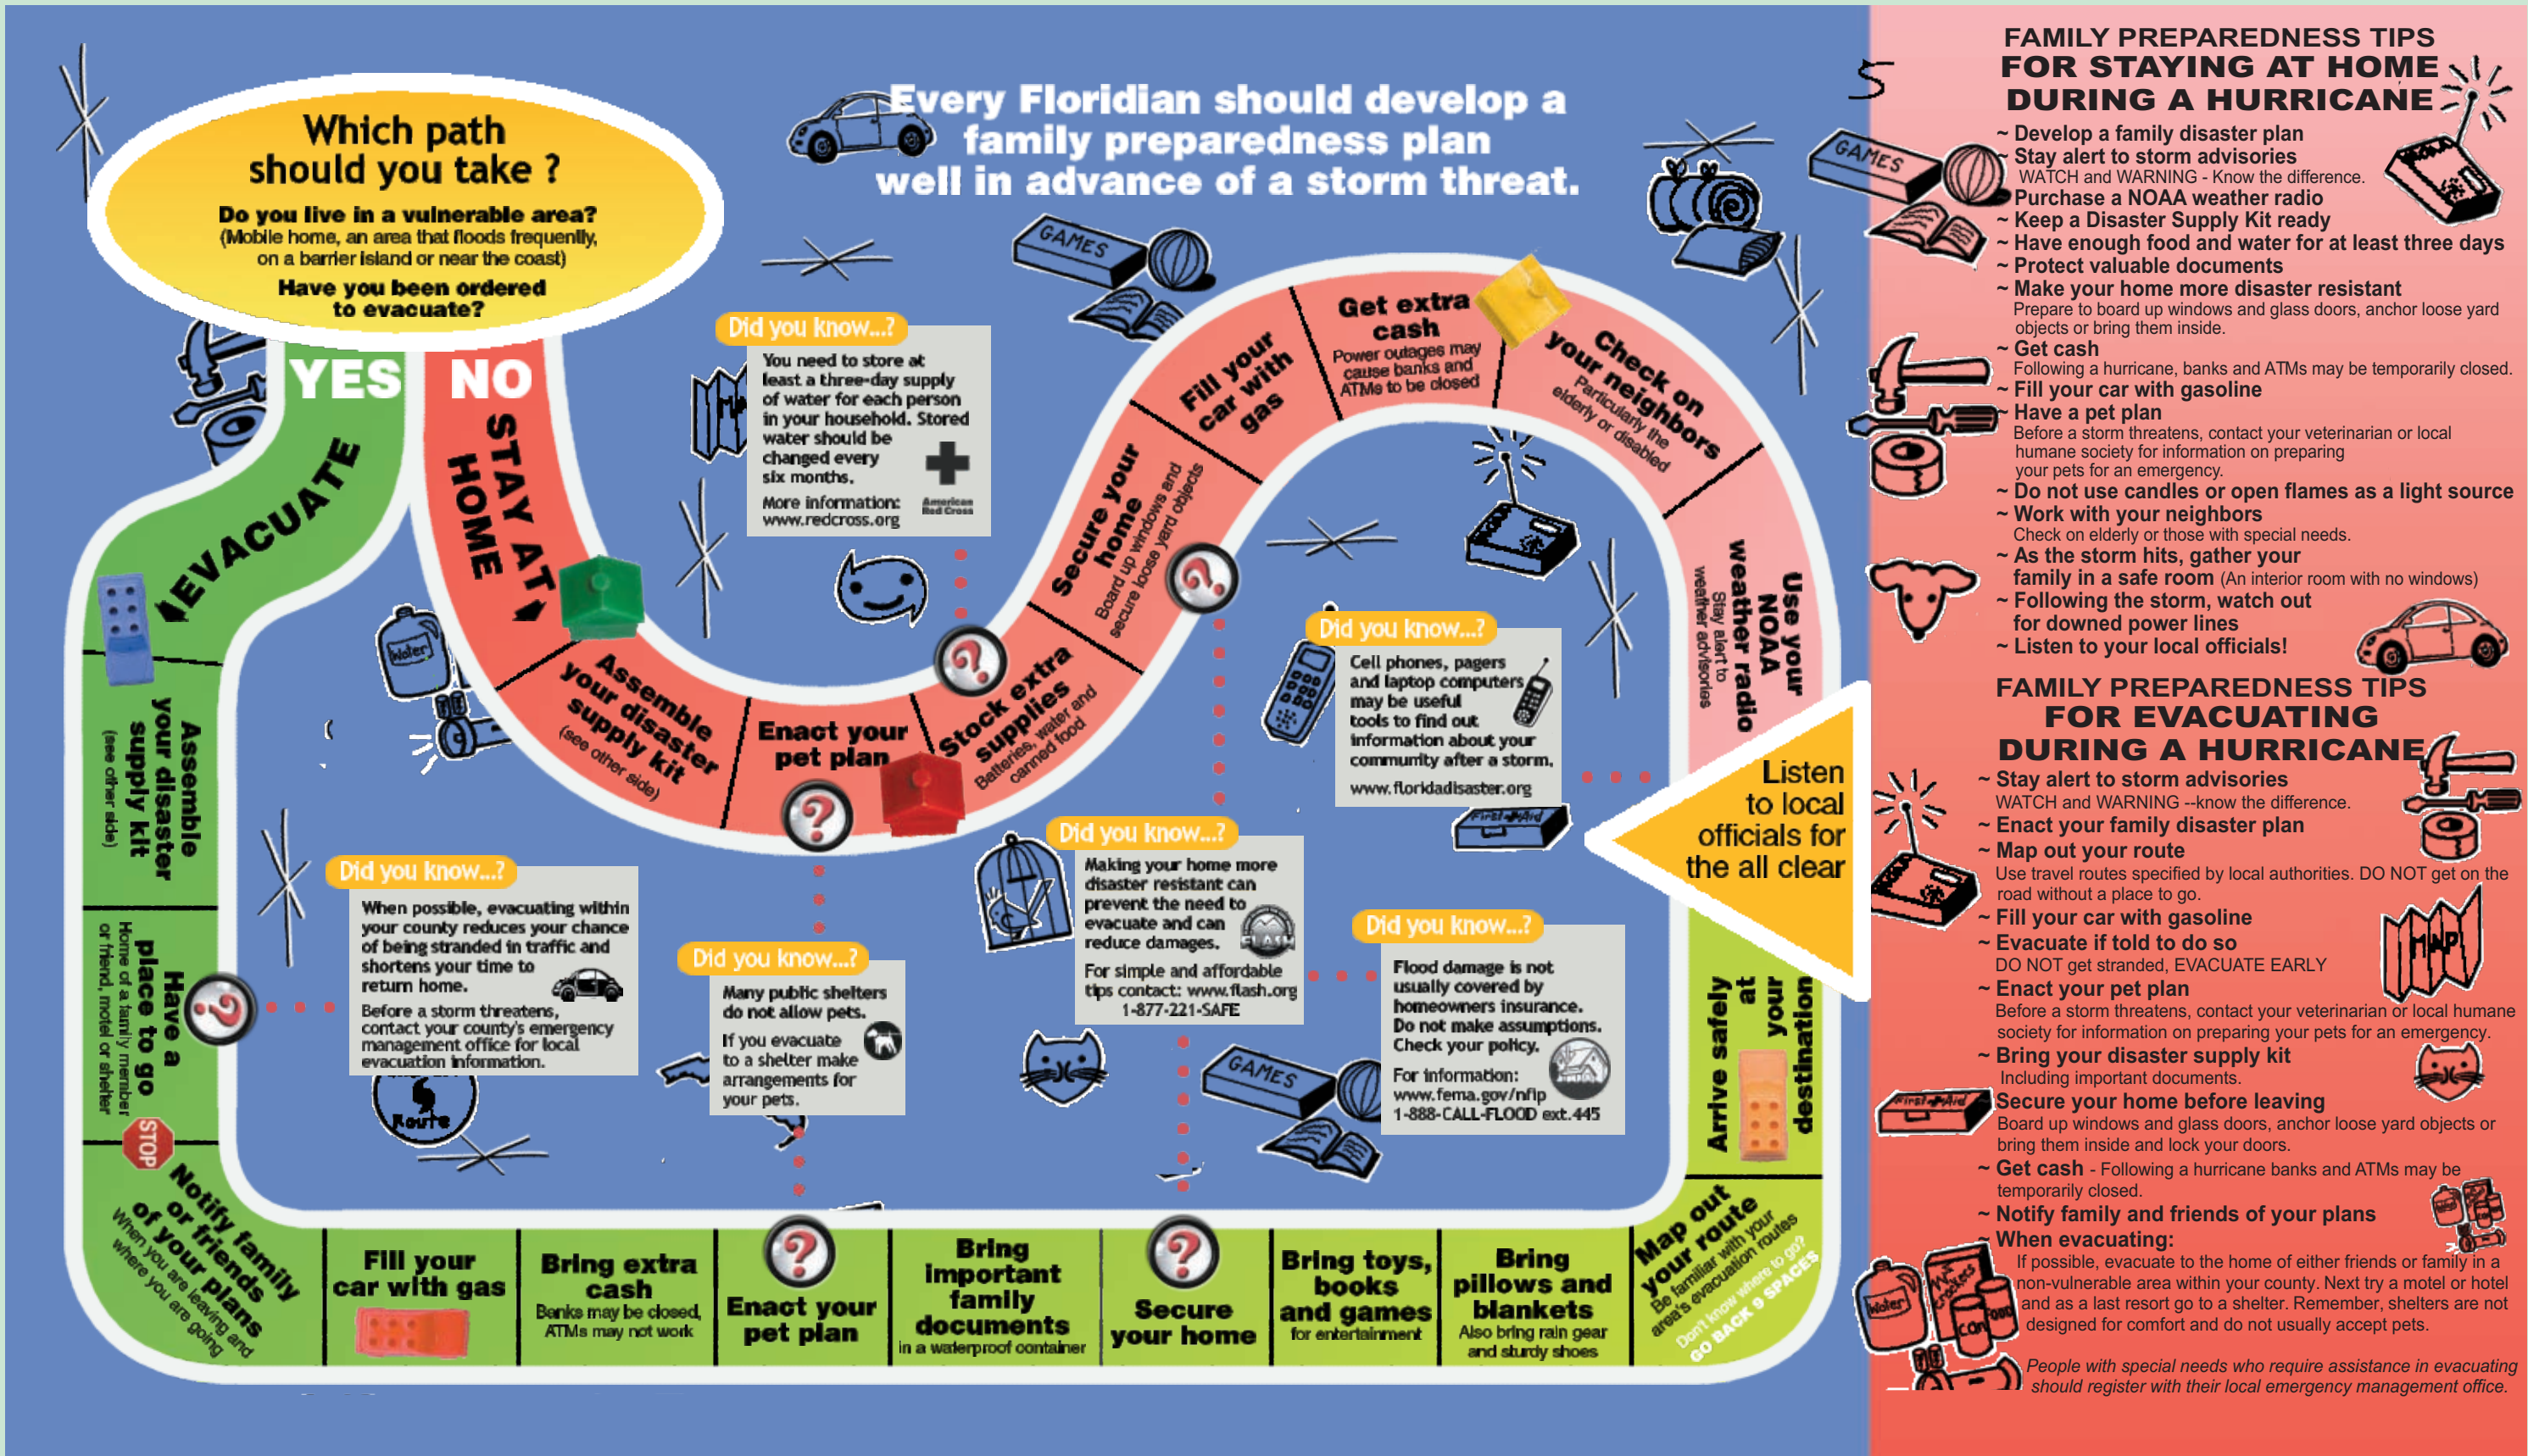 Which path
should you take ?
Do you live in a vulnerable area?
(Mobile home, an area that floods frequently,
on a barrier island or near the coast)
Have you been ordered
to evacuate?
YES
NO
Every Floridian should develop a
family preparedness plan
well in advance of a storm threat.
STAY AT
HOME
Assemble
your disaster
supply kit
(see other side)
Enact your
pet plan
Stock extra
supplies
Batteries, water and
canned food
Secure your
home
Board up windows and
secure loose yard objects
Fill your
car with
gas
Get extra
cash
Power outages may
cause banks and
ATMs to be closed
Check on
your neighbors
Particularly the
elderly or disabled
Use your
NOAA
weather radio
Stay alert to
weather advisories
Listen
to local
officials for
the all clear
EVACUATE
Assemble
your disaster
supply kit
(see other side)
Have a
place to go
Home of a family member
or friend, motel or shelter
STOP
Notify family
or friends
of your plans
When you are leaving and
where you are going
Fill your
car with gas
Bring extra
cash
Banks may be closed,
ATMs may not work
Enact your
pet plan
Bring
important
family
documents
in a waterproof container
Secure
your home
Bring toys,
books
and games
for entertainment
Bring
pillows and
blankets
Also bring rain gear
and sturdy shoes
Map out
your route
Be familiar with your
area's evacuation routes
Don't know where to go?
GO BACK 9 SPACES
Arrive safely
at
your
destination
Did you know...?
You need to store at
least a three-day supply
of water for each person
in your household. Stored
water should be
changed every
six months.
More information:
www.redcross.org
American
Red Cross
Did you know...?
Cell phones, pagers
and laptop computers
may be useful
tools to find out
information about your
community after a storm.
www.floridadisaster.org
Did you know...?
Making your home more
disaster resistant can
prevent the need to
evacuate and can
reduce damages.
FLASH
For simple and affordable
tips contact: www.flash.org
1-877-221-SAFE
Did you know...?
When possible, evacuating within
your county reduces your chance
of being stranded in traffic and
shortens your time to
return home.
Before a storm threatens,
contact your county's emergency
management office for local
evacuation information.
Did you know...?
Many public shelters
do not allow pets.
If you evacuate
to a shelter make
arrangements for
your pets.
Did you know...?
Flood damage is not
usually covered by
homeowners insurance.
Do not make assumptions.
Check your policy.
For information:
www.fema.gov/nfip
1-888-CALL-FLOOD ext.445
GAMES
Water
Route
First-Aid
GAMES
GAMES
FAMILY PREPAREDNESS TIPS
FOR STAYING AT HOME
DURING A HURRICANE
~ Develop a family disaster plan
~ Stay alert to storm advisories
WATCH and WARNING - Know the difference.
~ Purchase a NOAA weather radio
~ Keep a Disaster Supply Kit ready
~ Have enough food and water for at least three days
~ Protect valuable documents
~ Make your home more disaster resistant
Prepare to board up windows and glass doors, anchor loose yard
objects or bring them inside.
~ Get cash
Following a hurricane, banks and ATMs may be temporarily closed.
~ Fill your car with gasoline
~ Have a pet plan
Before a storm threatens, contact your veterinarian or local
humane society for information on preparing
your pets for an emergency.
~ Do not use candles or open flames as a light source
~ Work with your neighbors
Check on elderly or those with special needs.
~ As the storm hits, gather your
family in a safe room (An interior room with no windows)
~ Following the storm, watch out
for downed power lines
~ Listen to your local officials!
FAMILY PREPAREDNESS TIPS
FOR EVACUATING
DURING A HURRICANE
~ Stay alert to storm advisories
WATCH and WARNING --know the difference.
~ Enact your family disaster plan
~ Map out your route
Use travel routes specified by local authorities. DO NOT get on the
road without a place to go.
~ Fill your car with gasoline
~ Evacuate if told to do so
DO NOT get stranded, EVACUATE EARLY
~ Enact your pet plan
Before a storm threatens, contact your veterinarian or local humane
society for information on preparing your pets for an emergency.
~ Bring your disaster supply kit
Including important documents.
~ Secure your home before leaving
Board up windows and glass doors, anchor loose yard objects or
bring them inside and lock your doors.
~ Get cash - Following a hurricane banks and ATMs may be
temporarily closed.
~ Notify family and friends of your plans
~ When evacuating:
If possible, evacuate to the home of either friends or family in a
non-vulnerable area within your county. Next try a motel or hotel
and as a last resort go to a shelter. Remember, shelters are not
designed for comfort and do not usually accept pets.
People with special needs who require assistance in evacuating
should register with their local emergency management office.
MAP
First-Aid
Water
Crackers
Can
Food